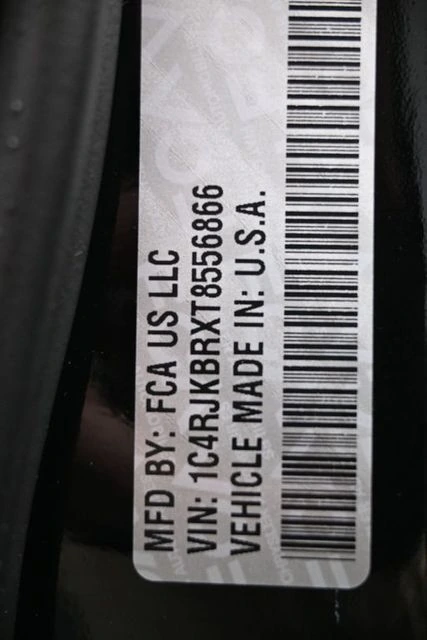 MFD BY: FCA US LLC
VIN: 1C4RJKBRXT8556866
VEHICLE MADE IN: U.S.A.